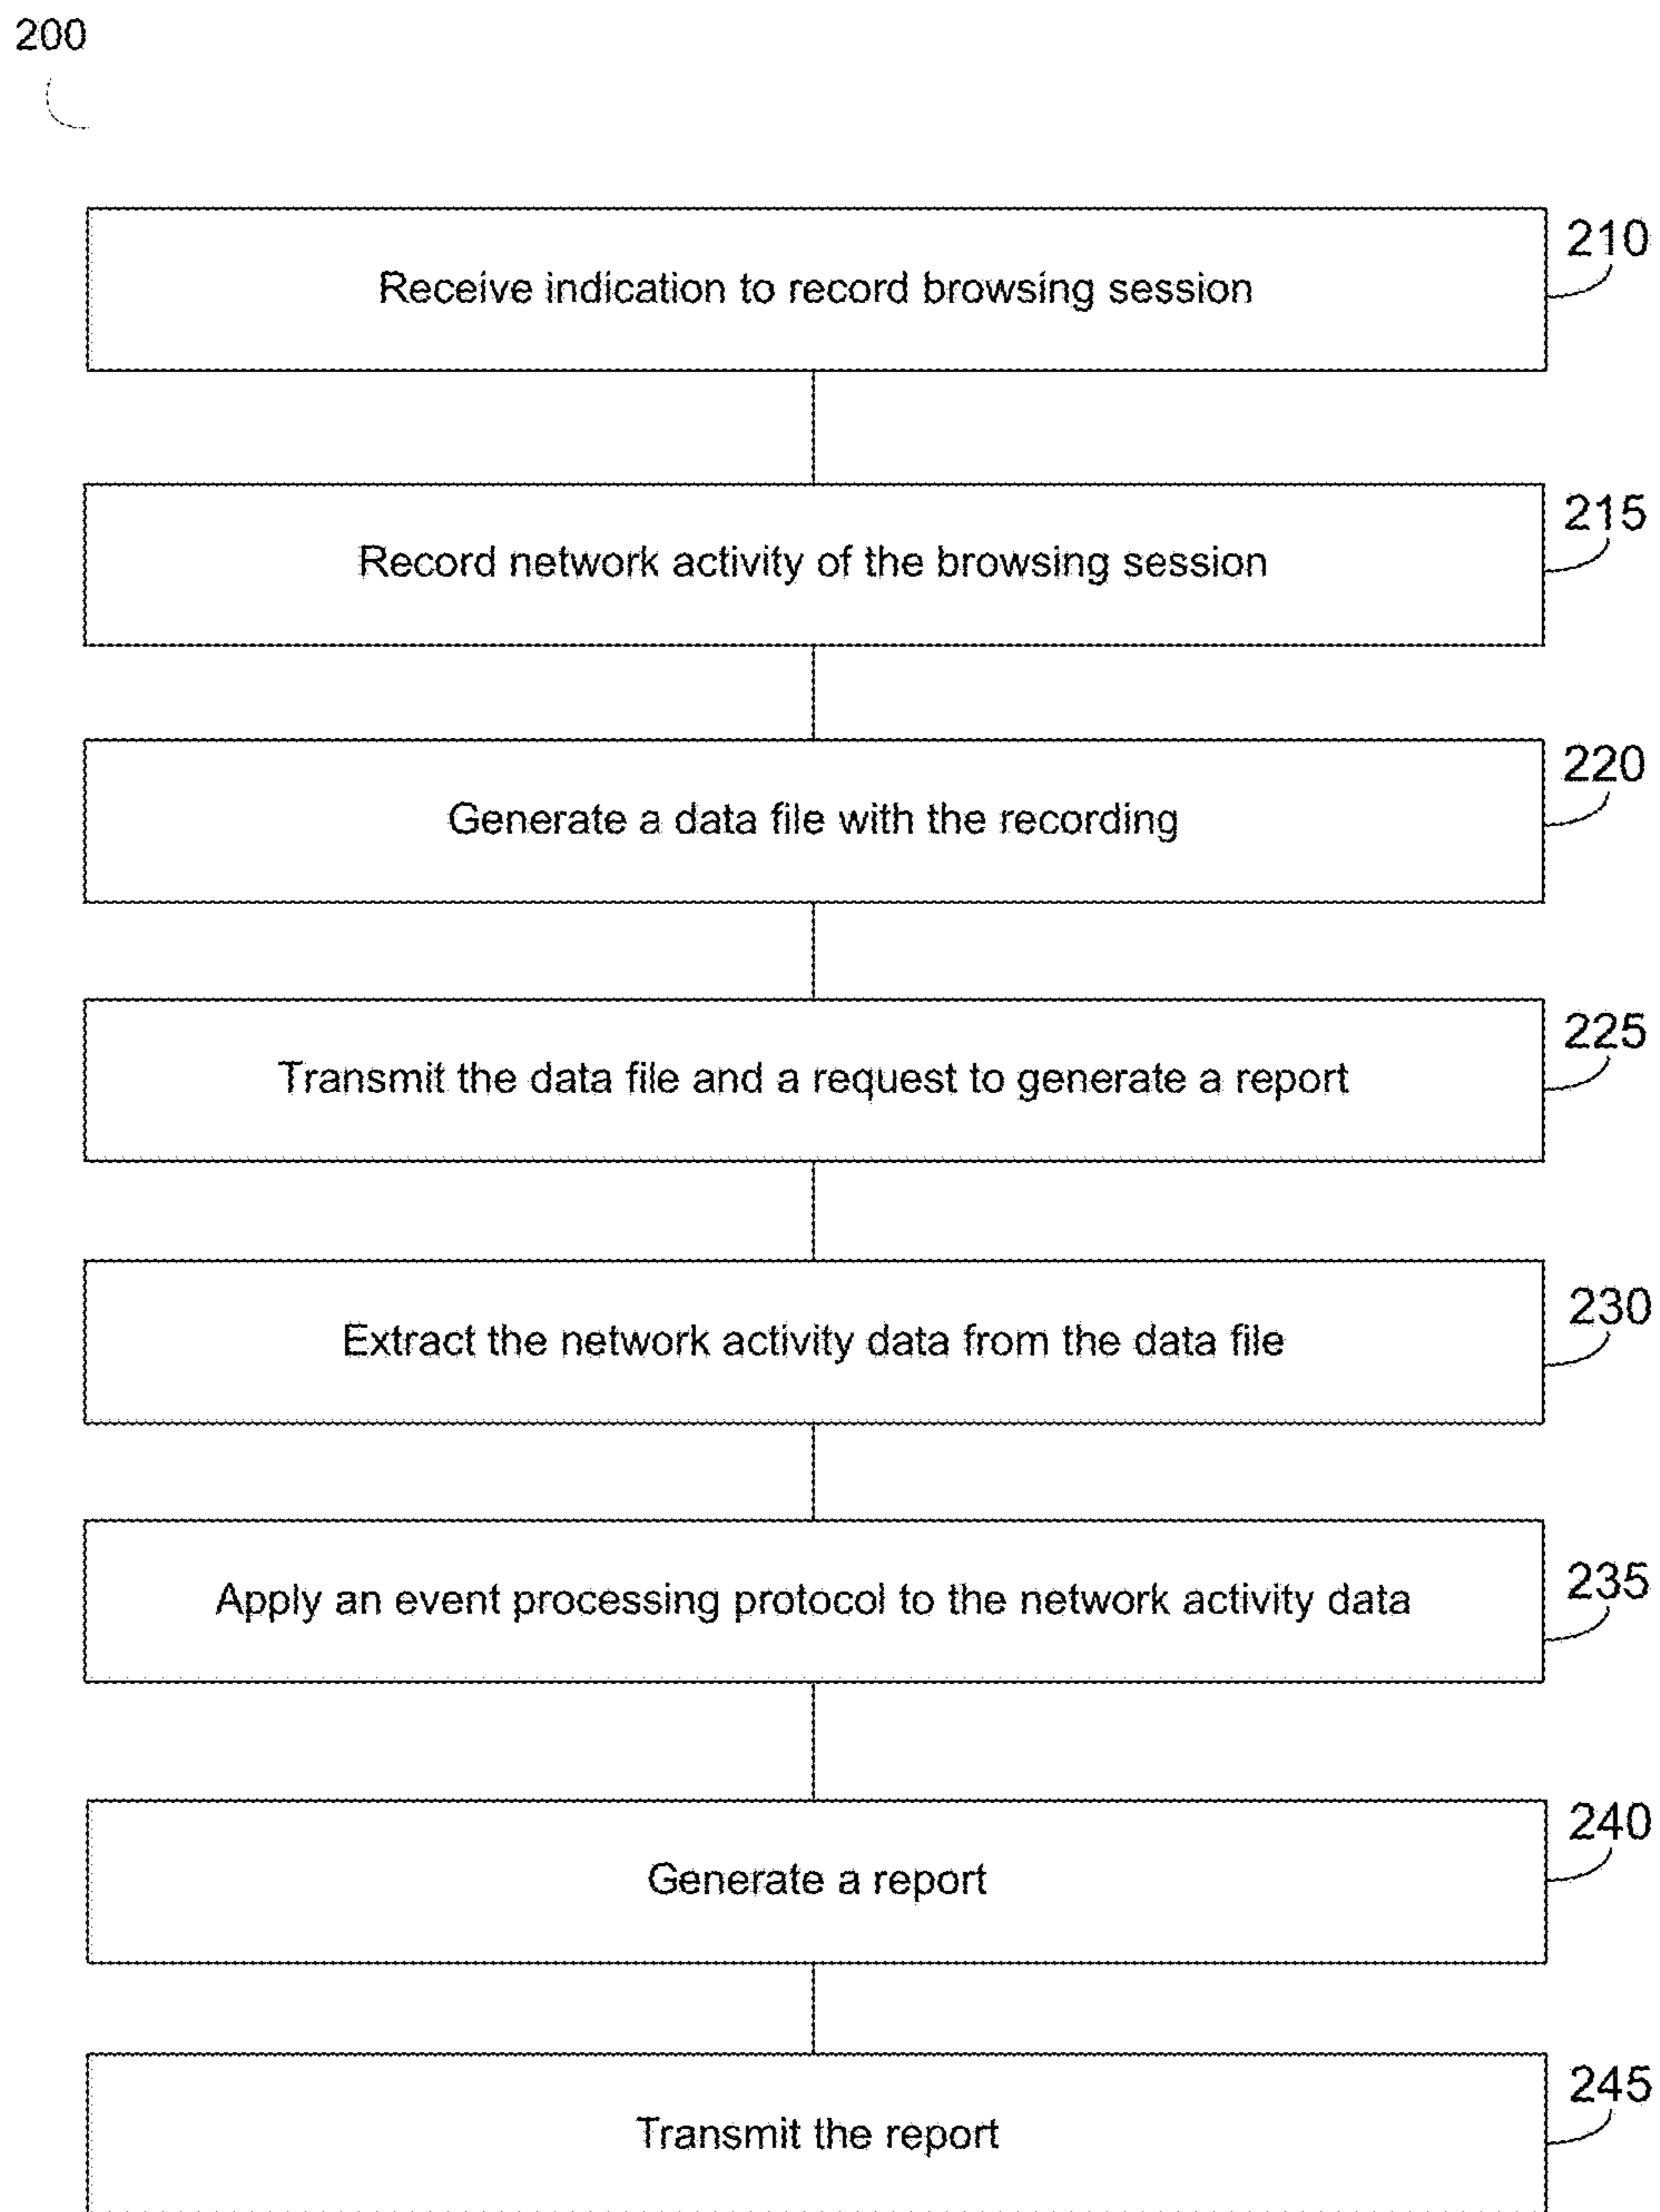 200
210
Receive indication to record browsing session
215
Record network activity of the browsing session
220
Generate a data file with the recording
225
Transmit the data file and a request to generate a report
230
Extract the network activity data from the data file
235
Apply an event processing protocol to the network activity data
240
Generate a report
245
Transmit the report